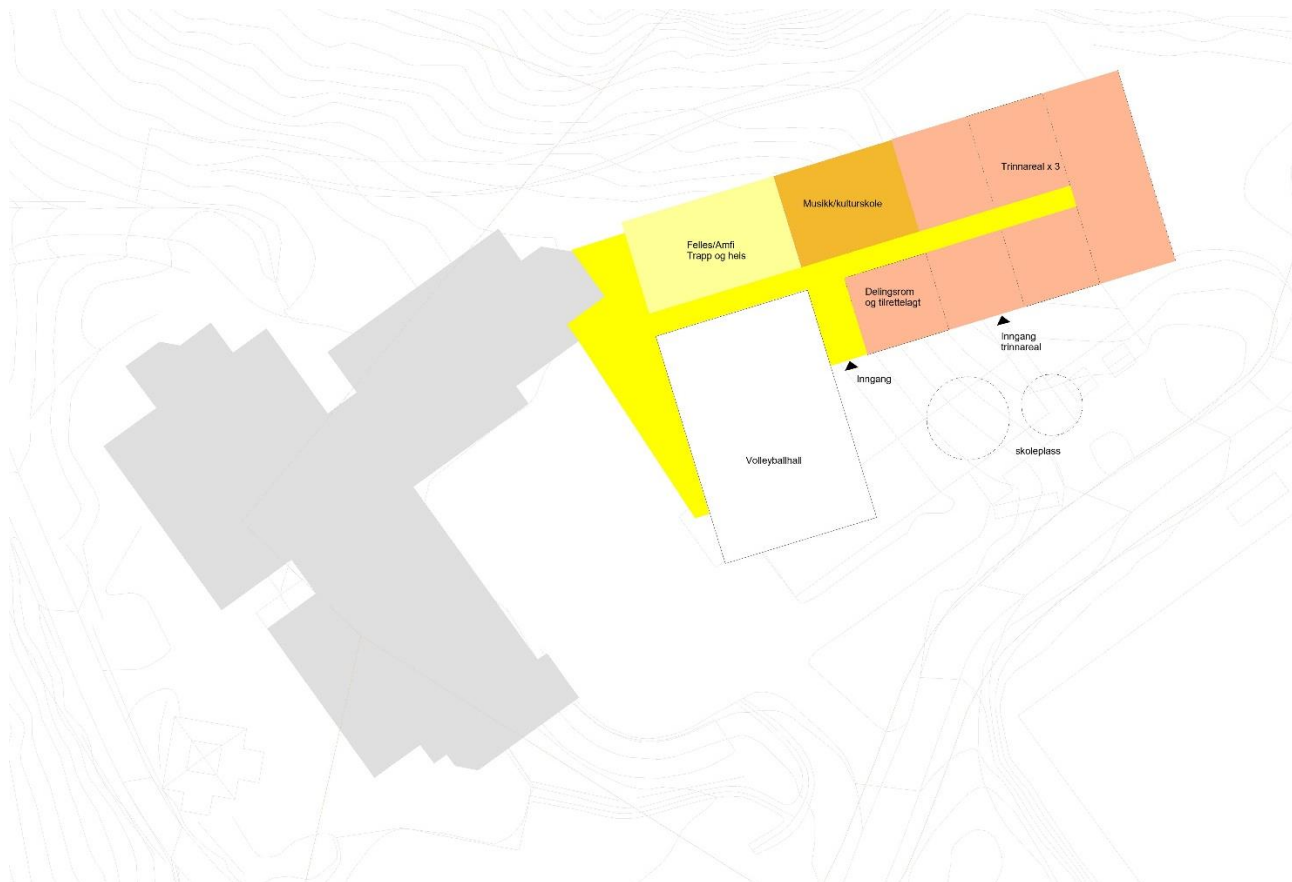 Trinnareal x 3
Musikk/kulturskole
Felles/Amfi
Trapp og heis
Delingsrom
og tilrettelagt
Inngang
trinnareal
Inngang
skoleplass
Volleyballhall